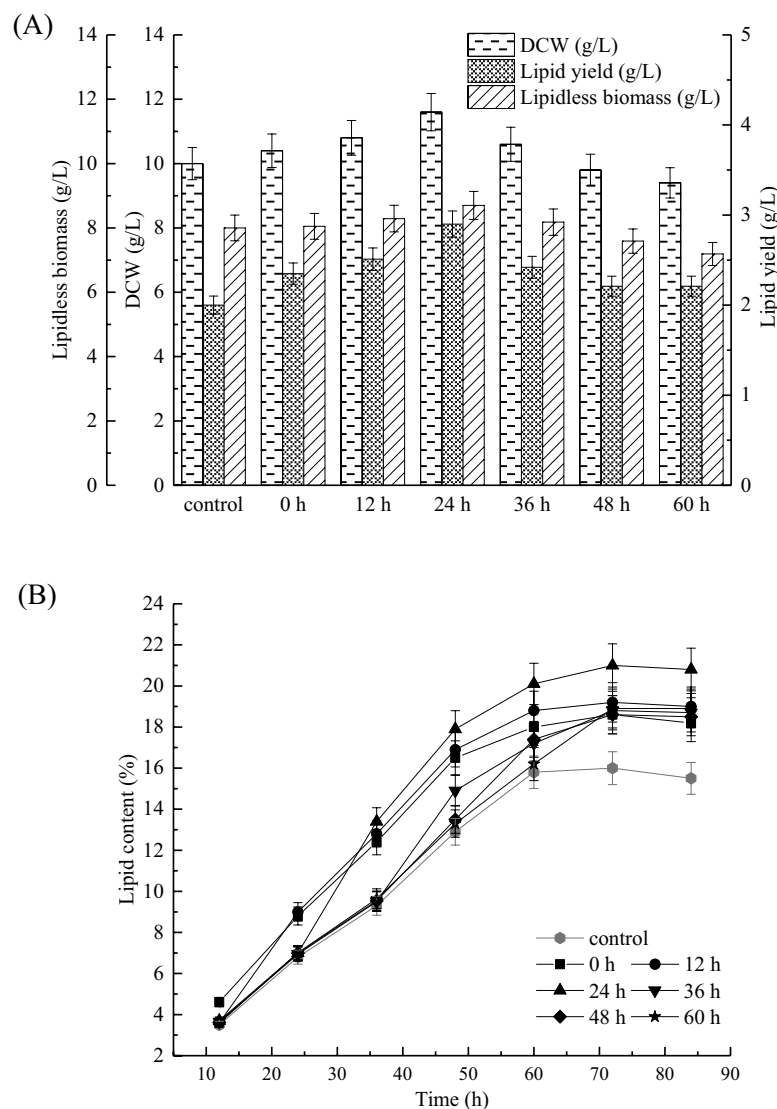 (A)
14
12
10
8
6
4
2
0
Lipidless biomass (g/L)
14
12
10
8
6
4
2
0
DCW (g/L)
DCW (g/L)
Lipid yield (g/L)
Lipidless biomass (g/L)
5
4
3
2
1
0
Lipid yield (g/L)
control 0 h 12 h 24 h 36 h 48 h 60 h
(B)
24
22
20
18
16
14
12
10
8
6
4
2
Lipid content (%)
control
0 h 12 h
24 h 36 h
48 h 60 h
10 20 30 40 50 60 70 80 90
Time (h)